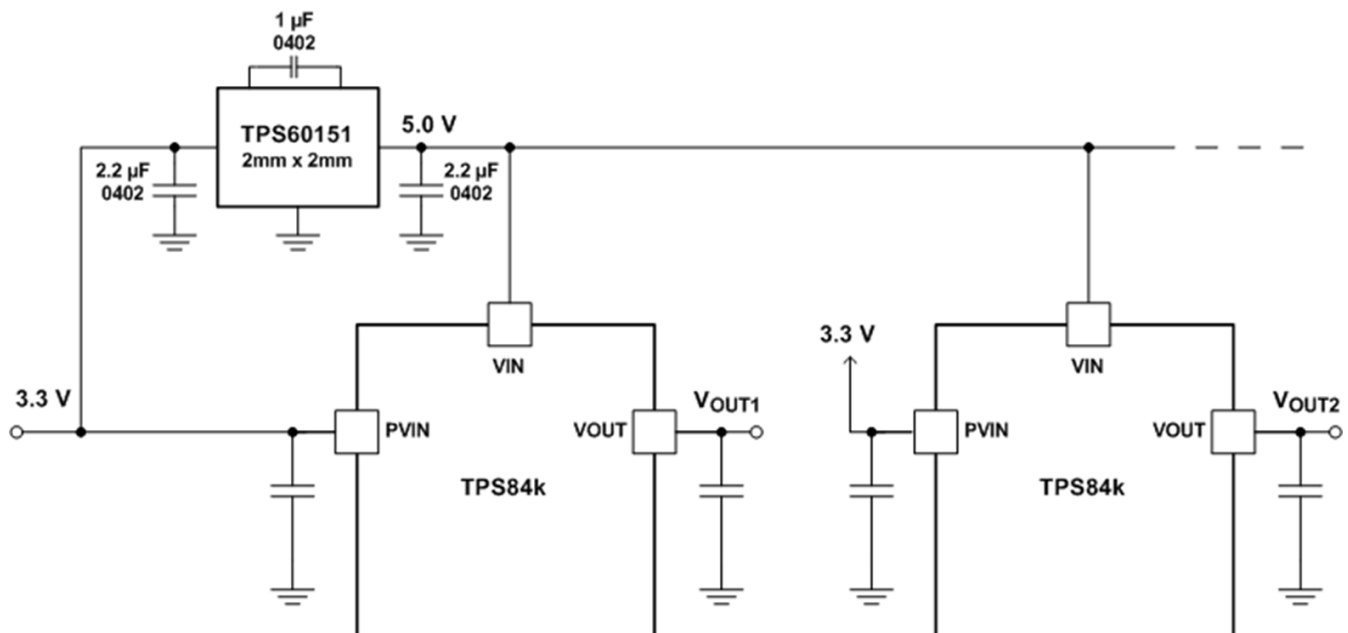 1 µF
0402
TPS60151
2mm x 2mm
5.0 V
2.2 µF
0402
2.2 µF
0402
3.3 V
VIN
VIN
3.3 V
PVIN
VOUT
VOUT1
PVIN
VOUT
VOUT2
TPS84k
TPS84k